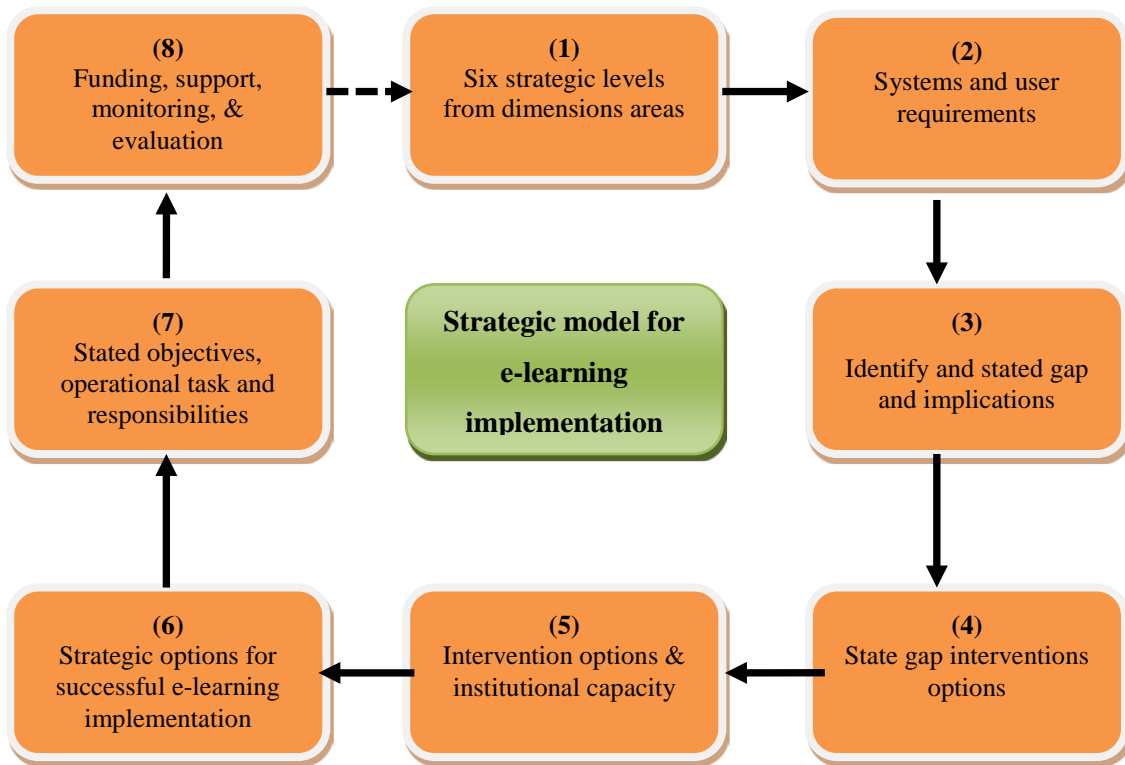 (8)
Funding, support,
monitoring, &
evaluation
(1)
Six strategic levels
from dimensions areas
(2)
Systems and user
requirements
(7)
Stated objectives,
operational task and
responsibilities
Strategic model for
e-learning
implementation
(3)
Identify and stated gap
and implications
(6)
Strategic options for
successful e-learning
implementation
(5)
Intervention options &
institutional capacity
(4)
State gap interventions
options